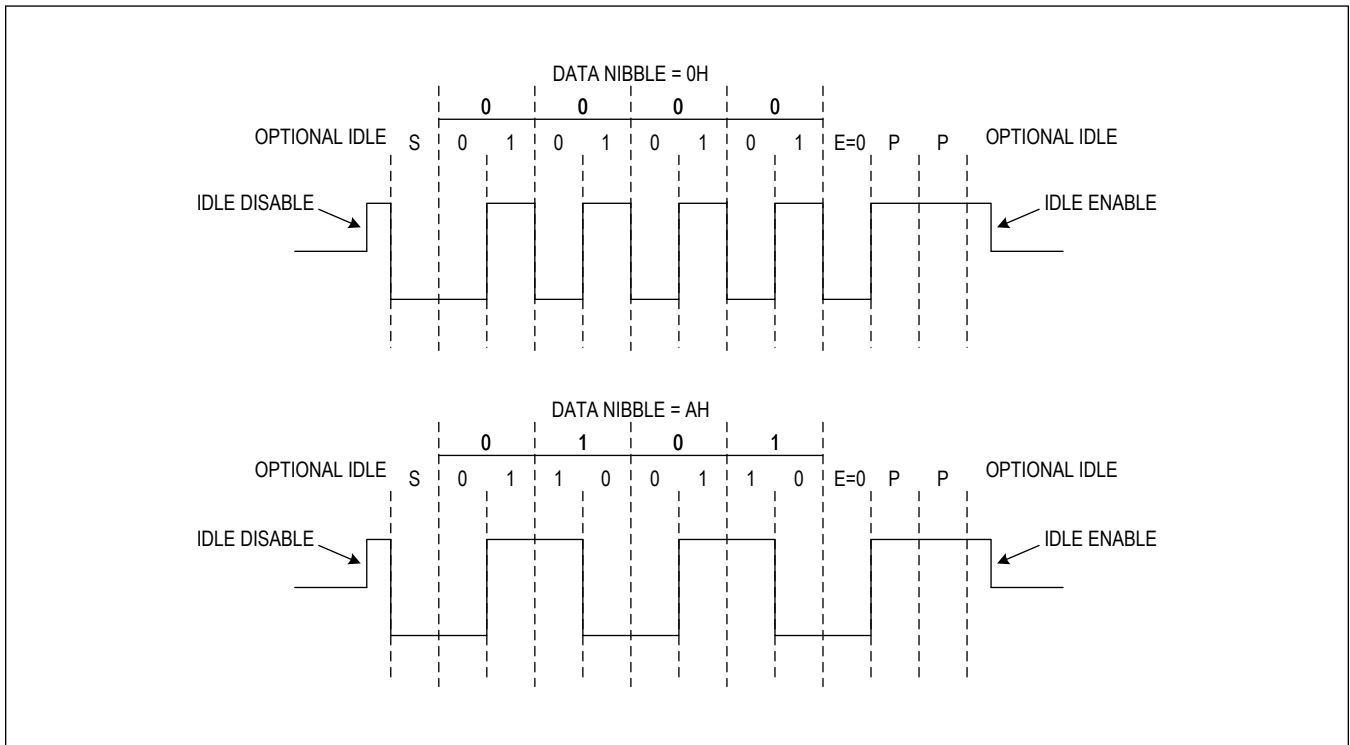 DATA NIBBLE = 0H
0 0 0 0
OPTIONAL IDLE S 0 1 0 1 0 1 0 1 E=0 P P OPTIONAL IDLE
IDLE DISABLE IDLE ENABLE
DATA NIBBLE = AH
0 1 0 1
OPTIONAL IDLE S 0 1 1 0 0 1 1 0 E=0 P P OPTIONAL IDLE
IDLE DISABLE IDLE ENABLE